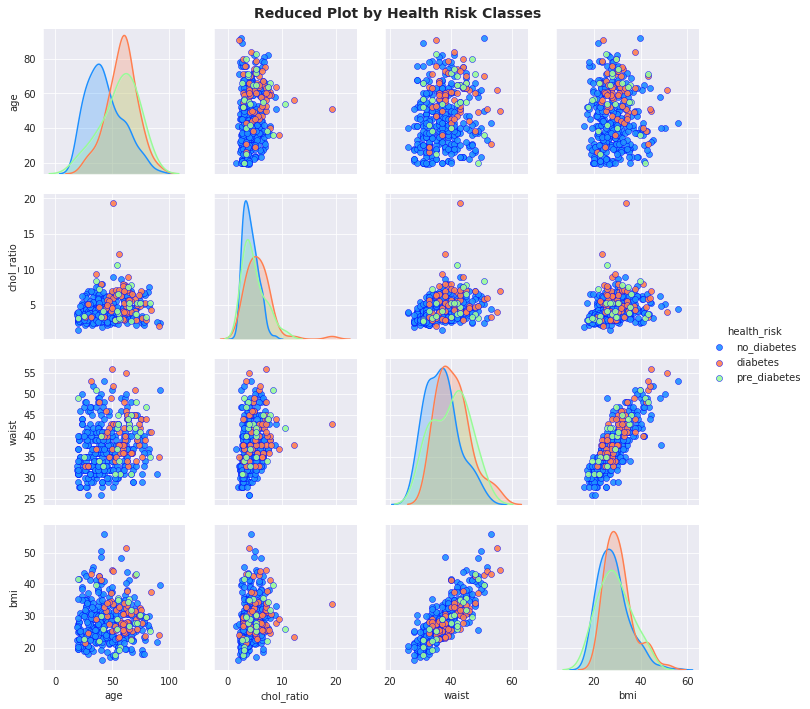 Reduced Plot by Health Risk Classes
age
80
60
40
20
chol_ratio
20
15
10
5
health_risk
no_diabetes
diabetes
pre_diabetes
waist
55
50
45
40
35
30
25
bmi
50
40
30
20
0 50 100
0 10 20
20 40 60
20 40 60
age chol_ratio waist bmi